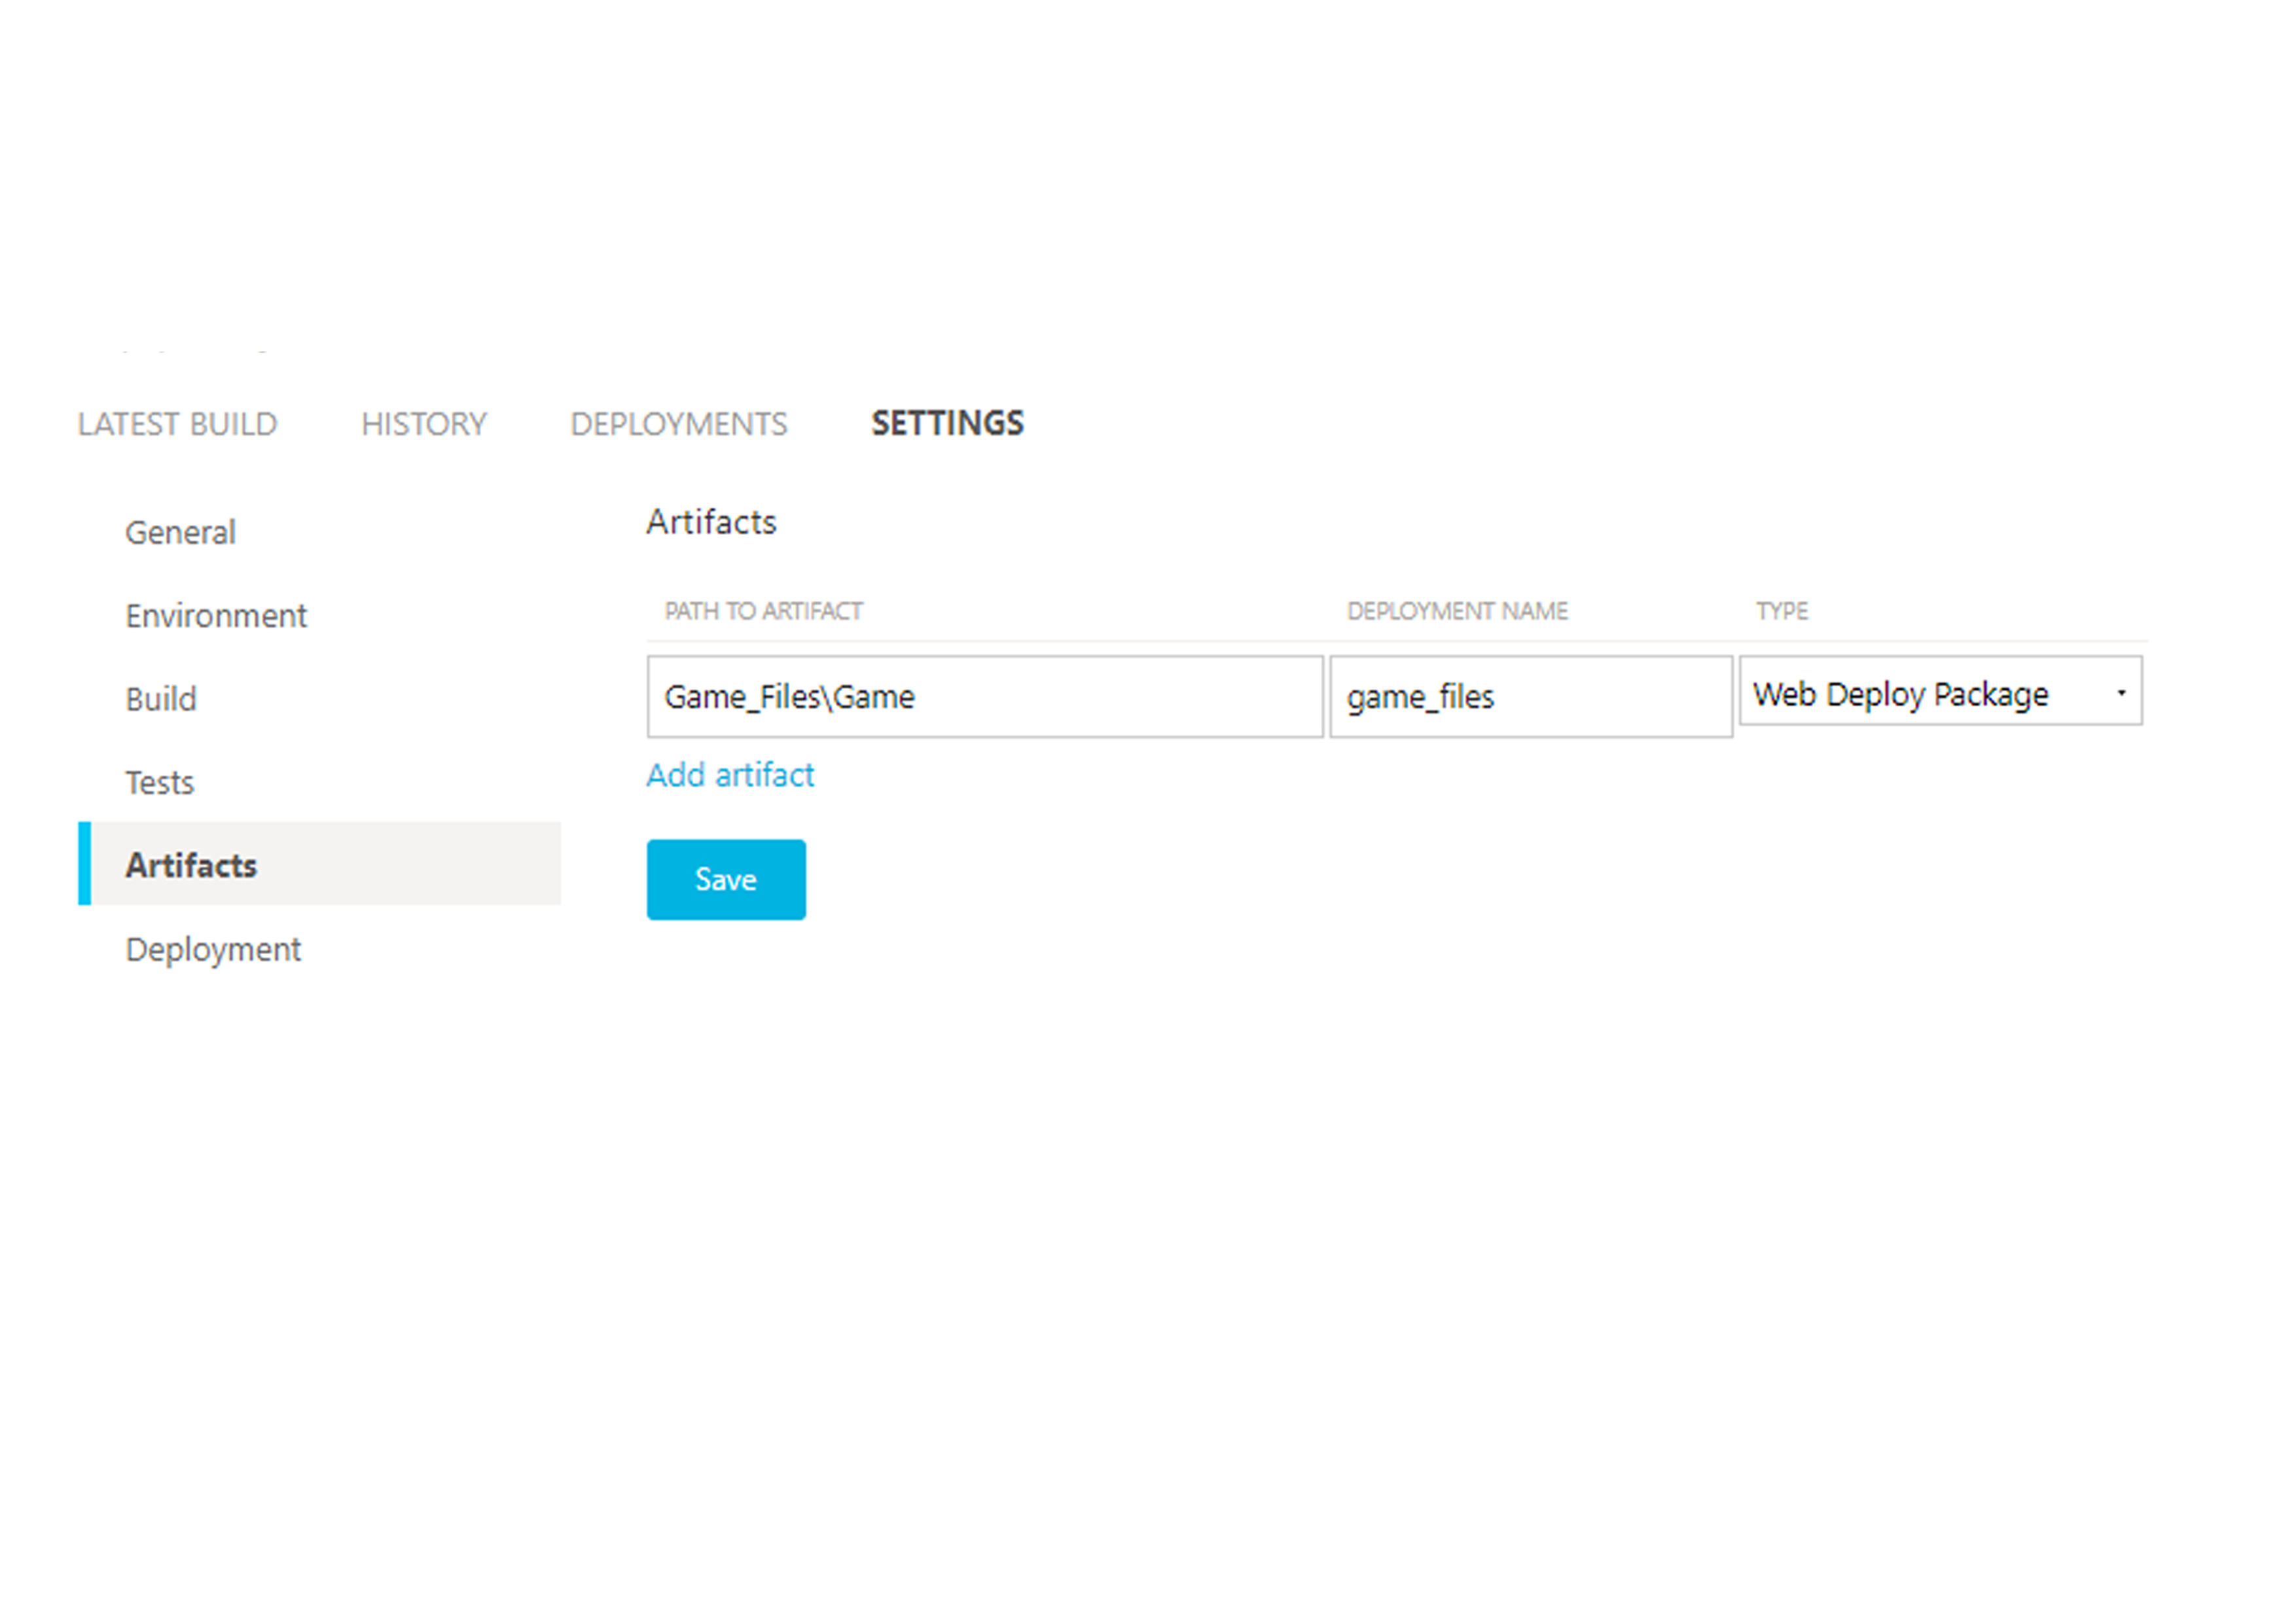 LATEST BUILD HISTORY DEPLOYMENTS SETTINGS
General
Environment
Build
Tests
Artifacts
Deployment
Artifacts
PATH TO ARTIFACT DEPLOYMENT NAME TYPE
Game_Files\Game game_files Web Deploy Package
Add artifact
Save